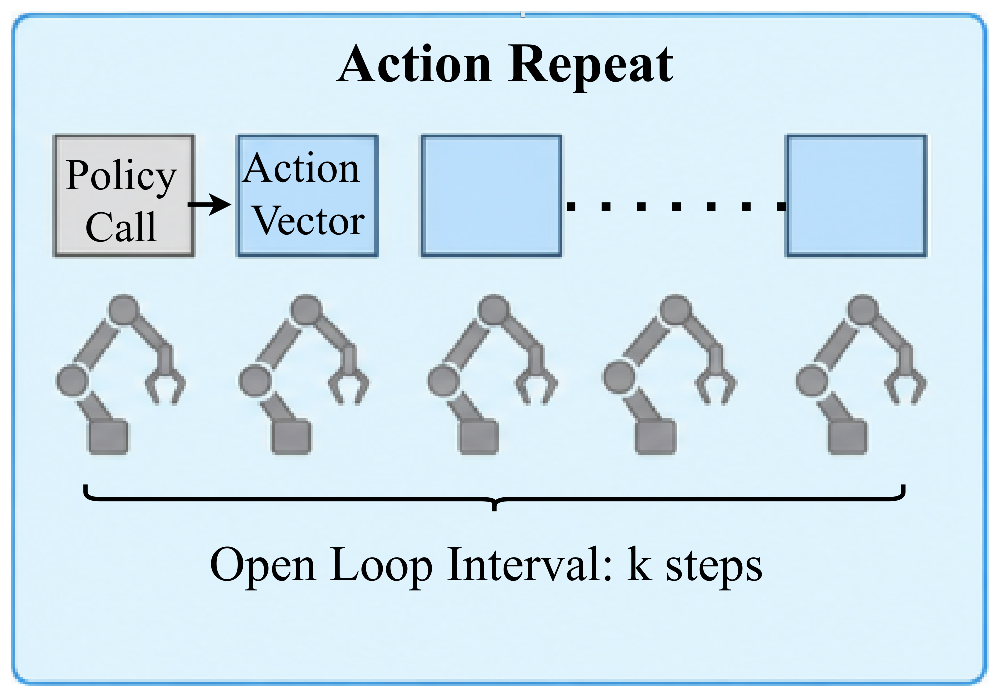 Action Repeat
Policy
Call
Action
Vector
Open Loop Interval: k steps